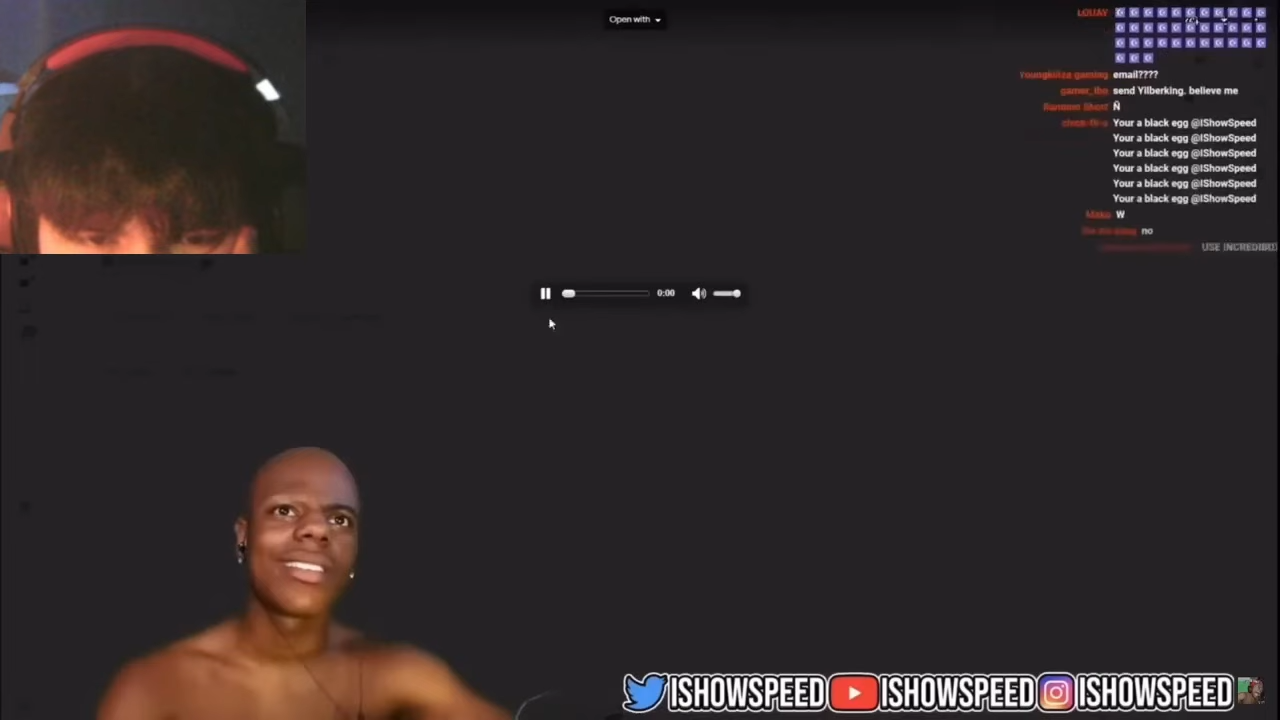 Open with
LOUAY
Youngkiitza gaming email????
send Yilberking. believe me
Ñ
Your a black egg @IShowSpeed
Your a black egg @IShowSpeed
Your a black egg @IShowSpeed
Your a black egg @IShowSpeed
Your a black egg @IShowSpeed
Your a black egg @IShowSpeed
W
no
0:00
ISHOWSPEED ISHOWSPEED ISHOWSPEED